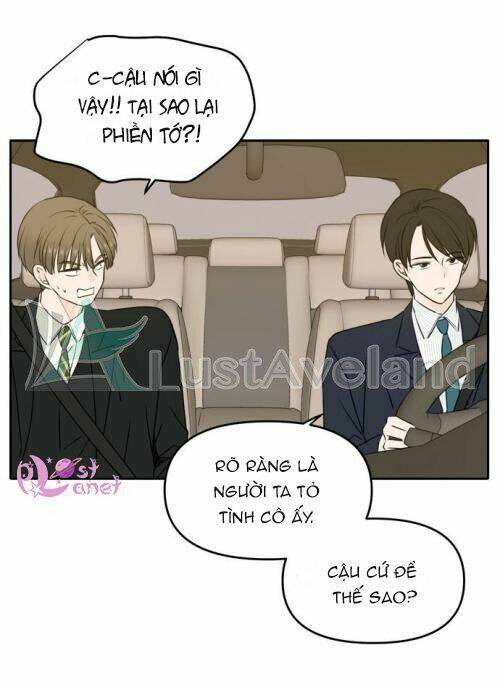 C-CẬU NÓI GÌ
VẬY!! TẠI SAO LẠI
PHIỀN TỚ?!
LustAveland
Lost
Planet
RÕ RÀNG LÀ
NGƯỜI TA TỎ
TÌNH CÔ ẤY.
CẬU CỨ ĐỂ
THẾ SAO?